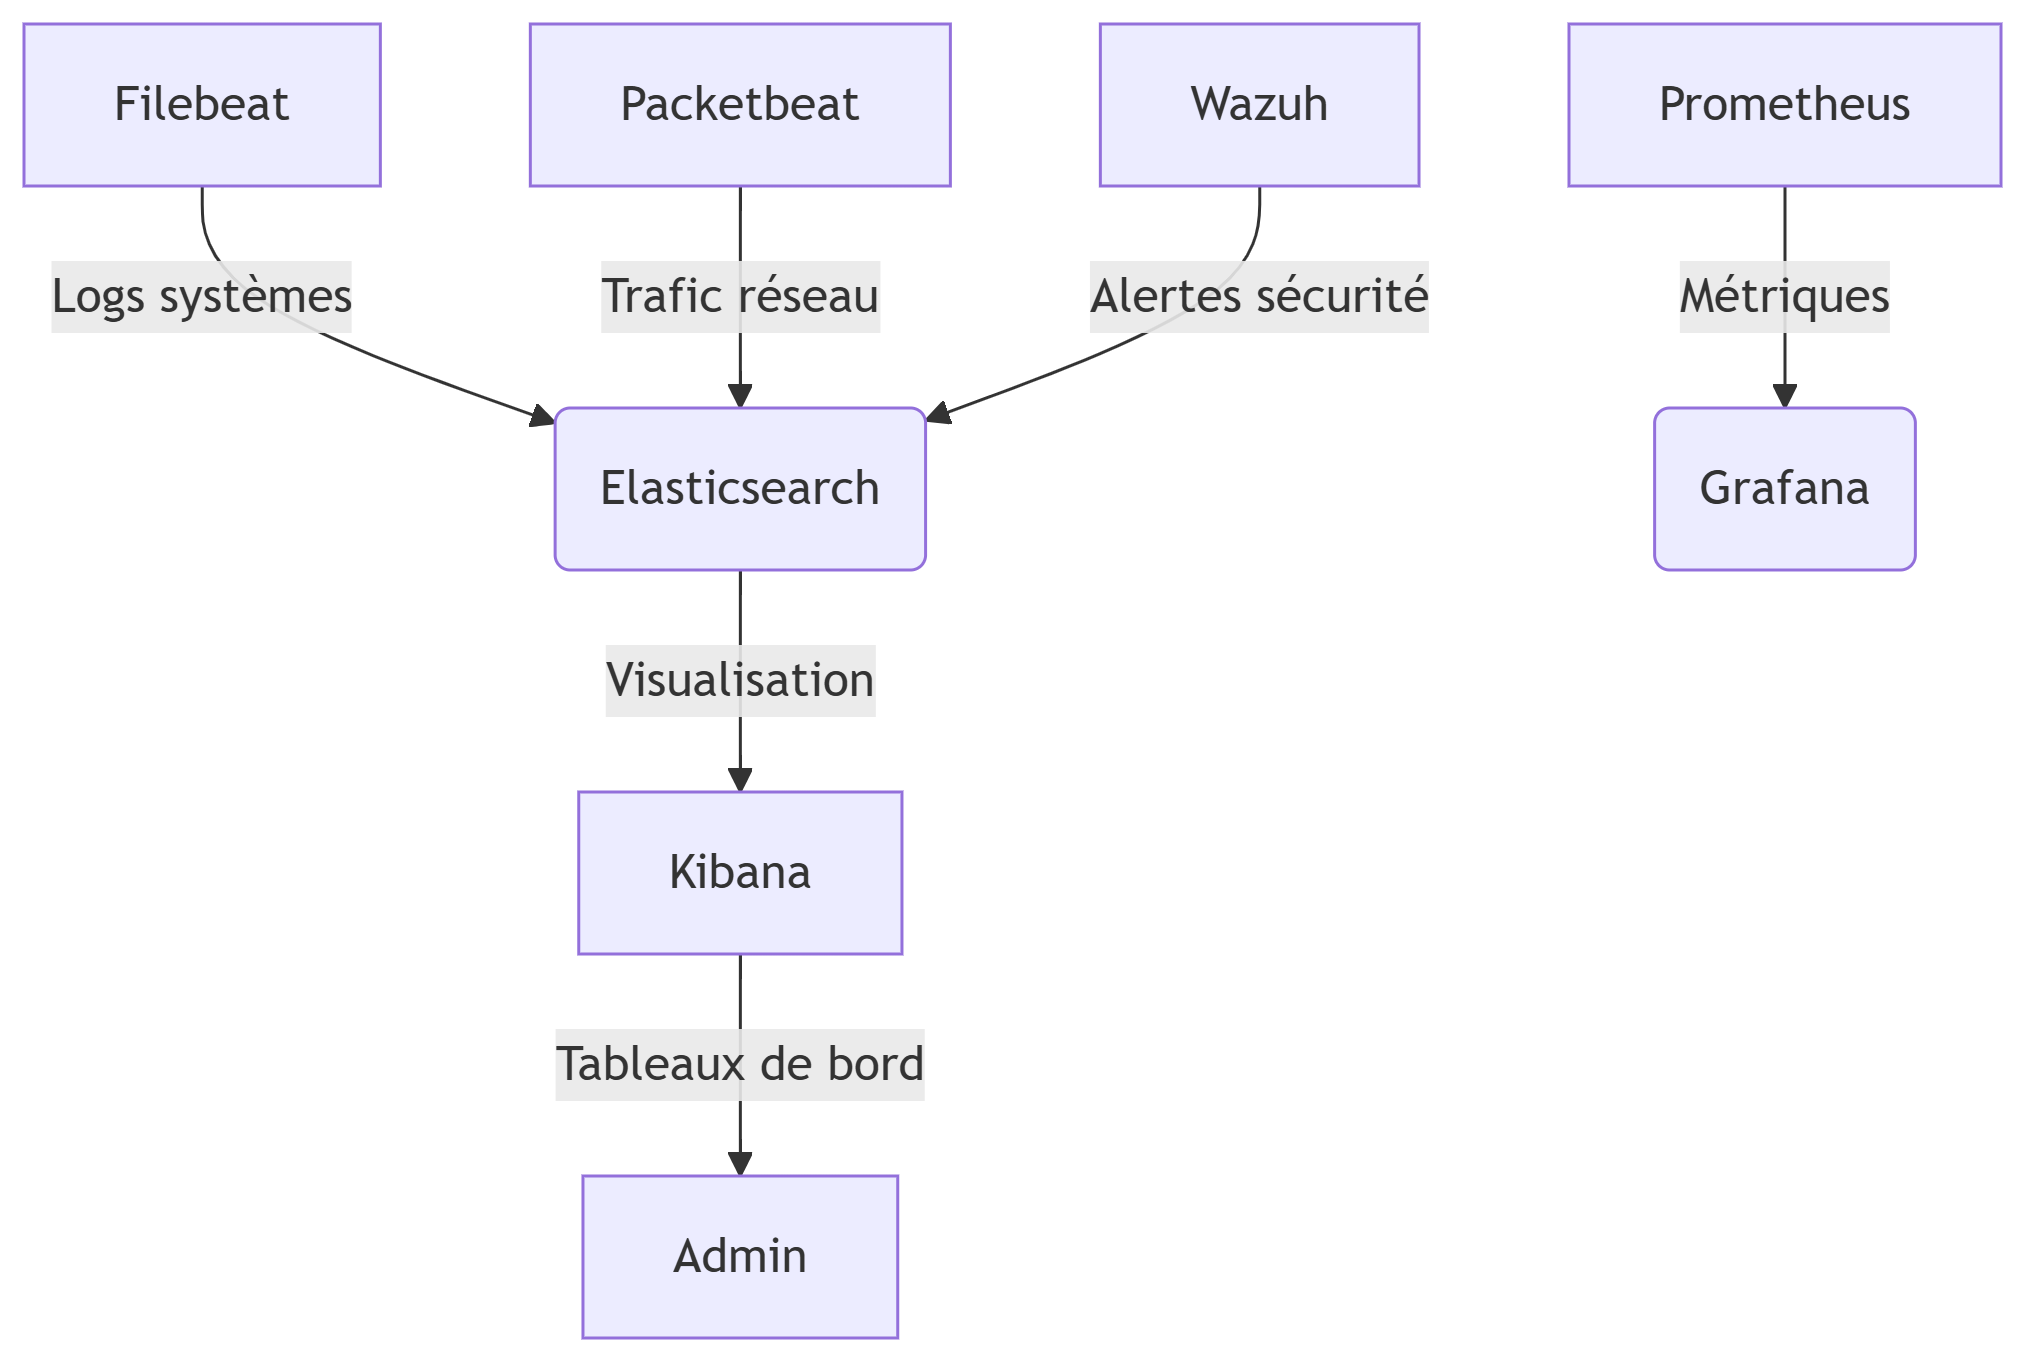 Filebeat
Packetbeat
Wazuh
Prometheus
Logs systèmes
Trafic réseau
Alertes sécurité
Métriques
Elasticsearch
Grafana
Visualisation
Kibana
Tableaux de bord
Admin